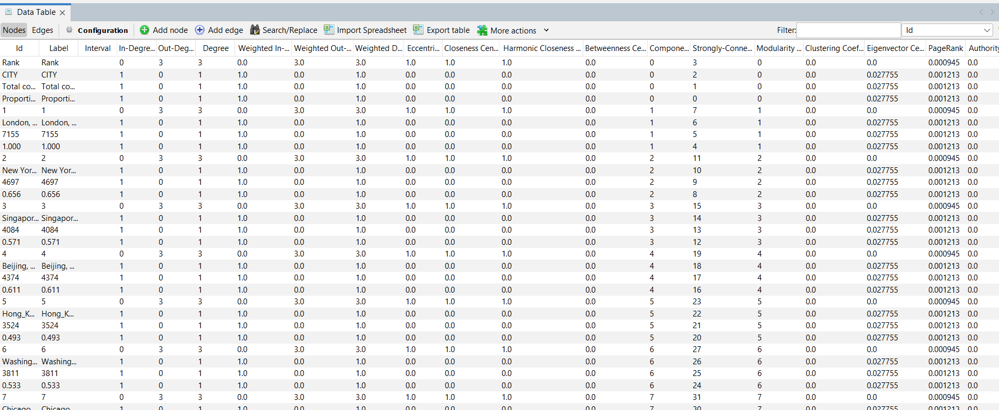 Data Table
Nodes Edges Configuration Add node Add edge Search/Replace Import Spreadsheet Export table More actions Filter: Id
Id Label Interval In-Degre... Out-Deg... Degree Weighted In-... Weighted Out-... Weighted D... Eccentri... Closeness Cen... Harmonic Closeness ... Betweenness Ce... Compone... Strongly-Conne... Modularity ... Clustering Coef... Eigenvector Ce... PageRank Authority
Rank Rank 0 3 3 0.0 3.0 3.0 1.0 1.0 1.0 0.0 0 3 0 0.0 0.0 0.000945 0.0
CITY CITY 1 0 1 1.0 0.0 1.0 0.0 0.0 0.0 0.0 0 2 0 0.0 0.027755 0.001213 0.0
Total co... Total co... 1 0 1 1.0 0.0 1.0 0.0 0.0 0.0 0.0 0 1 0 0.0 0.027755 0.001213 0.0
Proporti... Proporti... 1 0 1 1.0 0.0 1.0 0.0 0.0 0.0 0.0 0 0 0 0.0 0.027755 0.001213 0.0
1 1 0 3 3 0.0 3.0 3.0 1.0 1.0 1.0 0.0 1 7 1 0.0 0.0 0.000945 0.0
London, ... London, ... 1 0 1 1.0 0.0 1.0 0.0 0.0 0.0 0.0 1 6 1 0.0 0.027755 0.001213 0.0
7155 7155 1 0 1 1.0 0.0 1.0 0.0 0.0 0.0 0.0 1 5 1 0.0 0.027755 0.001213 0.0
1.000 1.000 1 0 1 1.0 0.0 1.0 0.0 0.0 0.0 0.0 1 4 1 0.0 0.027755 0.001213 0.0
2 2 0 3 3 0.0 3.0 3.0 1.0 1.0 1.0 0.0 2 11 2 0.0 0.0 0.000945 0.0
New Yor... New Yor... 1 0 1 1.0 0.0 1.0 0.0 0.0 0.0 0.0 2 10 2 0.0 0.027755 0.001213 0.0
4697 4697 1 0 1 1.0 0.0 1.0 0.0 0.0 0.0 0.0 2 9 2 0.0 0.027755 0.001213 0.0
0.656 0.656 1 0 1 1.0 0.0 1.0 0.0 0.0 0.0 0.0 2 8 2 0.0 0.027755 0.001213 0.0
3 3 0 3 3 0.0 3.0 3.0 1.0 1.0 1.0 0.0 3 15 3 0.0 0.0 0.000945 0.0
Singapor... Singapor... 1 0 1 1.0 0.0 1.0 0.0 0.0 0.0 0.0 3 14 3 0.0 0.027755 0.001213 0.0
4084 4084 1 0 1 1.0 0.0 1.0 0.0 0.0 0.0 0.0 3 13 3 0.0 0.027755 0.001213 0.0
0.571 0.571 1 0 1 1.0 0.0 1.0 0.0 0.0 0.0 0.0 3 12 3 0.0 0.027755 0.001213 0.0
4 4 0 3 3 0.0 3.0 3.0 1.0 1.0 1.0 0.0 4 19 4 0.0 0.0 0.000945 0.0
Beijing, ... Beijing, ... 1 0 1 1.0 0.0 1.0 0.0 0.0 0.0 0.0 4 18 4 0.0 0.027755 0.001213 0.0
4374 4374 1 0 1 1.0 0.0 1.0 0.0 0.0 0.0 0.0 4 17 4 0.0 0.027755 0.001213 0.0
0.611 0.611 1 0 1 1.0 0.0 1.0 0.0 0.0 0.0 0.0 4 16 4 0.0 0.027755 0.001213 0.0
5 5 0 3 3 0.0 3.0 3.0 1.0 1.0 1.0 0.0 5 23 5 0.0 0.0 0.000945 0.0
Hong_K... Hong_K... 1 0 1 1.0 0.0 1.0 0.0 0.0 0.0 0.0 5 22 5 0.0 0.027755 0.001213 0.0
3524 3524 1 0 1 1.0 0.0 1.0 0.0 0.0 0.0 0.0 5 21 5 0.0 0.027755 0.001213 0.0
0.493 0.493 1 0 1 1.0 0.0 1.0 0.0 0.0 0.0 0.0 5 20 5 0.0 0.027755 0.001213 0.0
6 6 0 3 3 0.0 3.0 3.0 1.0 1.0 1.0 0.0 6 27 6 0.0 0.0 0.000945 0.0
Washing... Washing... 1 0 1 1.0 0.0 1.0 0.0 0.0 0.0 0.0 6 26 6 0.0 0.027755 0.001213 0.0
3811 3811 1 0 1 1.0 0.0 1.0 0.0 0.0 0.0 0.0 6 25 6 0.0 0.027755 0.001213 0.0
0.533 0.533 1 0 1 1.0 0.0 1.0 0.0 0.0 0.0 0.0 6 24 6 0.0 0.027755 0.001213 0.0
7 7 0 3 3 0.0 3.0 3.0 1.0 1.0 1.0 0.0 7 31 7 0.0 0.0 0.000945 0.0
Chicago Chicago 1 0 1 1.0 0.0 1.0 0.0 0.0 0.0 0.0 7 30 7 0.0 0.027755 0.001213 0.0